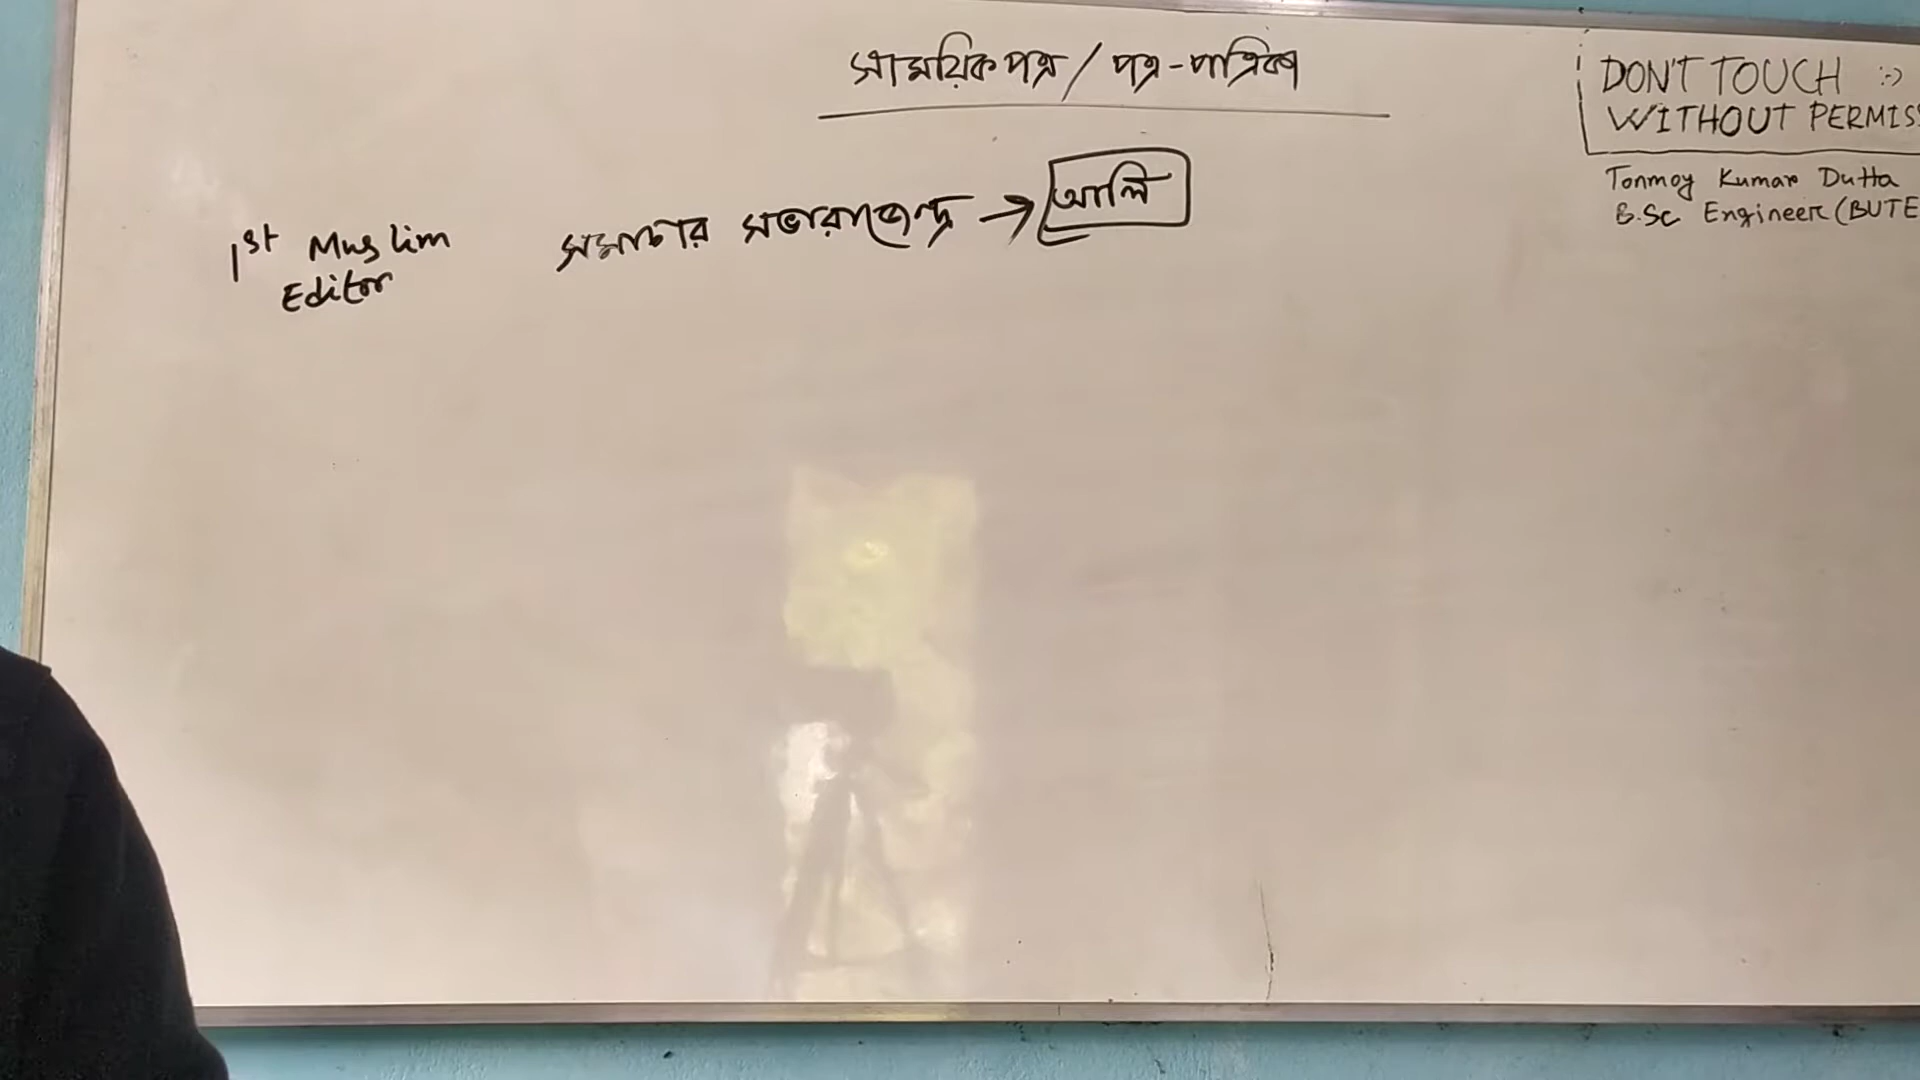 সাময়িক পত্র / পত্র-পত্রিকা
1st Muslim Editor সমাচার সভারাজেন্দ্র → আলি
DON'T TOUCH :->
WITHOUT PERMISS
Tonmoy Kumar Dutta
B.Sc Engineer (BUTE